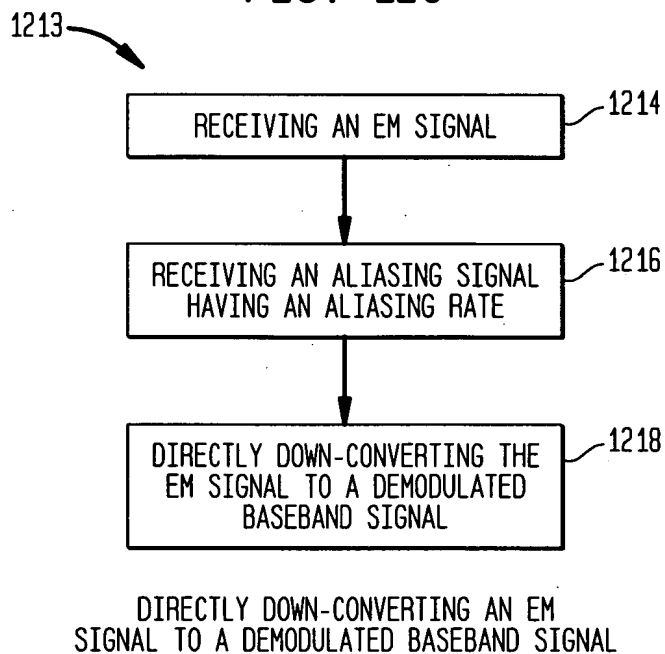 1213
RECEIVING AN EM SIGNAL
1214
RECEIVING AN ALIASING SIGNAL
HAVING AN ALIASING RATE
1216
DIRECTLY DOWN-CONVERTING THE
EM SIGNAL TO A DEMODULATED
BASEBAND SIGNAL
1218
DIRECTLY DOWN-CONVERTING AN EM
SIGNAL TO A DEMODULATED BASEBAND SIGNAL